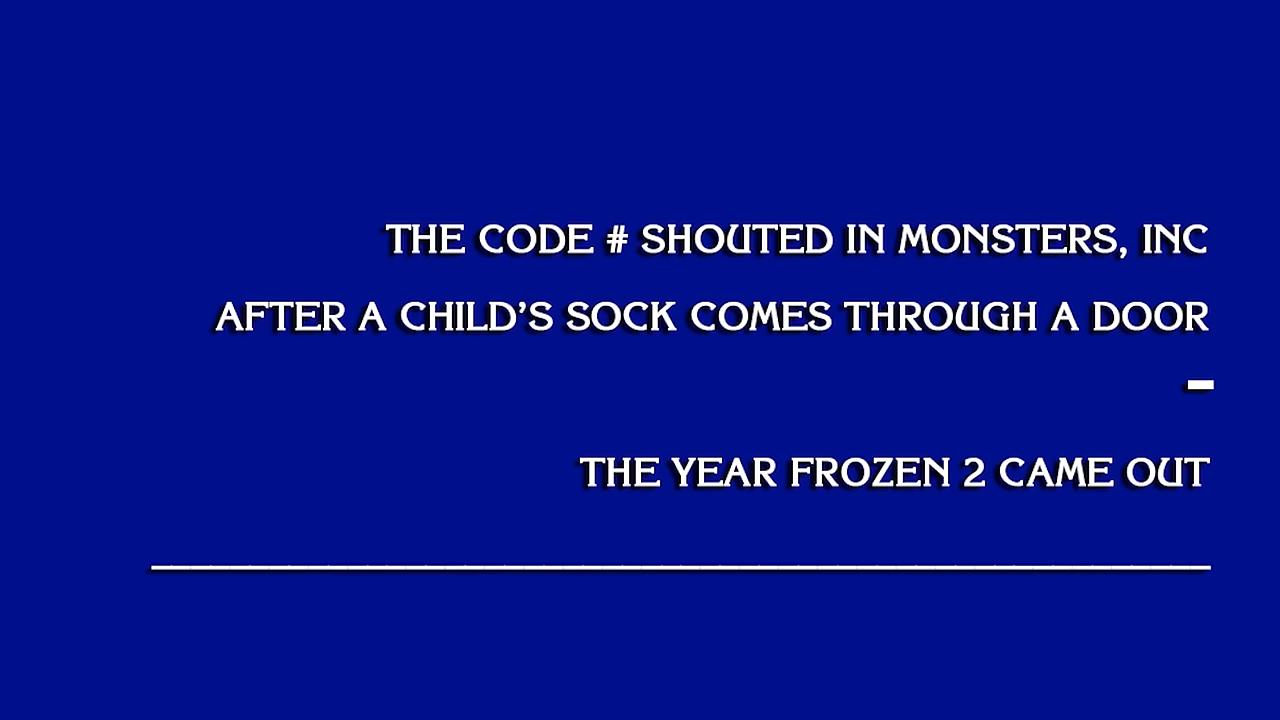 THE CODE # SHOUTED IN MONSTERS, INC
AFTER A CHILD’S SOCK COMES THROUGH A DOOR
-
THE YEAR FROZEN 2 CAME OUT